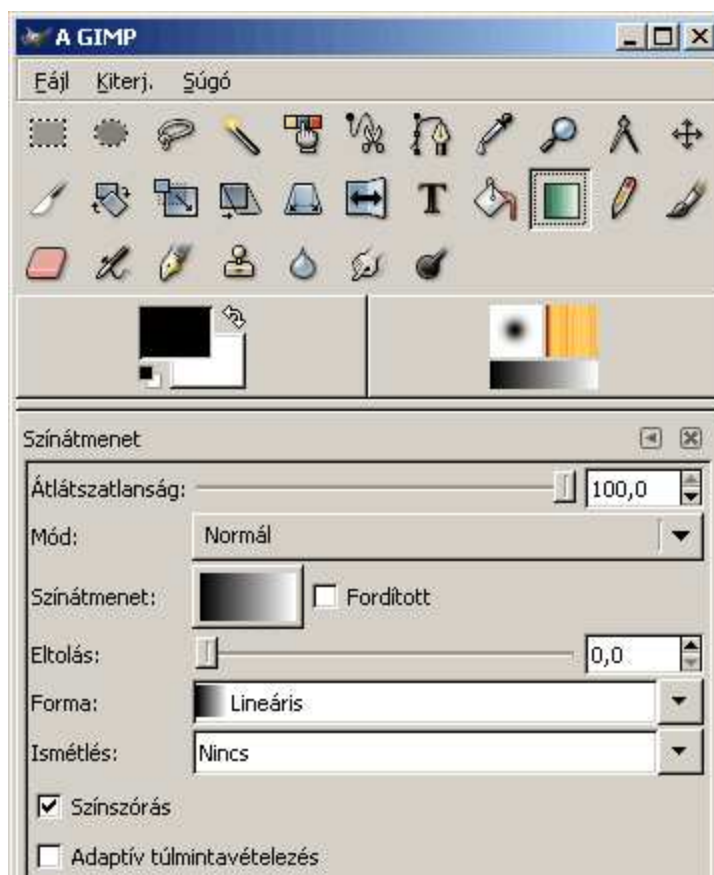 A GIMP
Fájl Kiterj. Súgó
Színátmenet
Átlátszatlanság: 100,0
Mód: Normál
Színátmenet: Fordított
Eltolás: 0,0
Forma: Lineáris
Ismétlés: Nincs
Színszórás
Adaptív túlmintavételezés